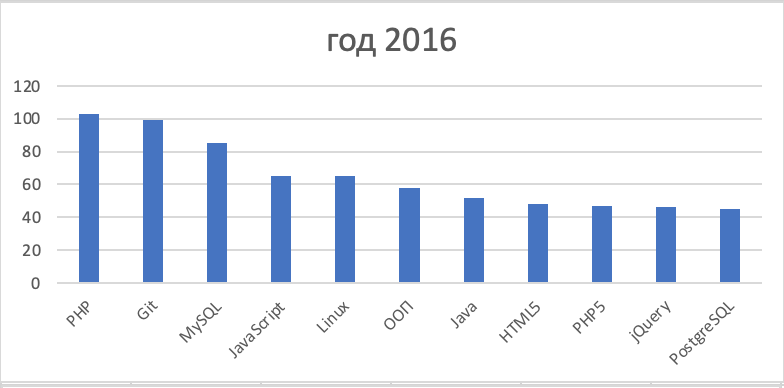 год 2016
120
100
80
60
40
20
0
PHP
Git
MySQL
JavaScript
Linux
ООП
Java
HTML5
PHP5
jQuery
PostgreSQL